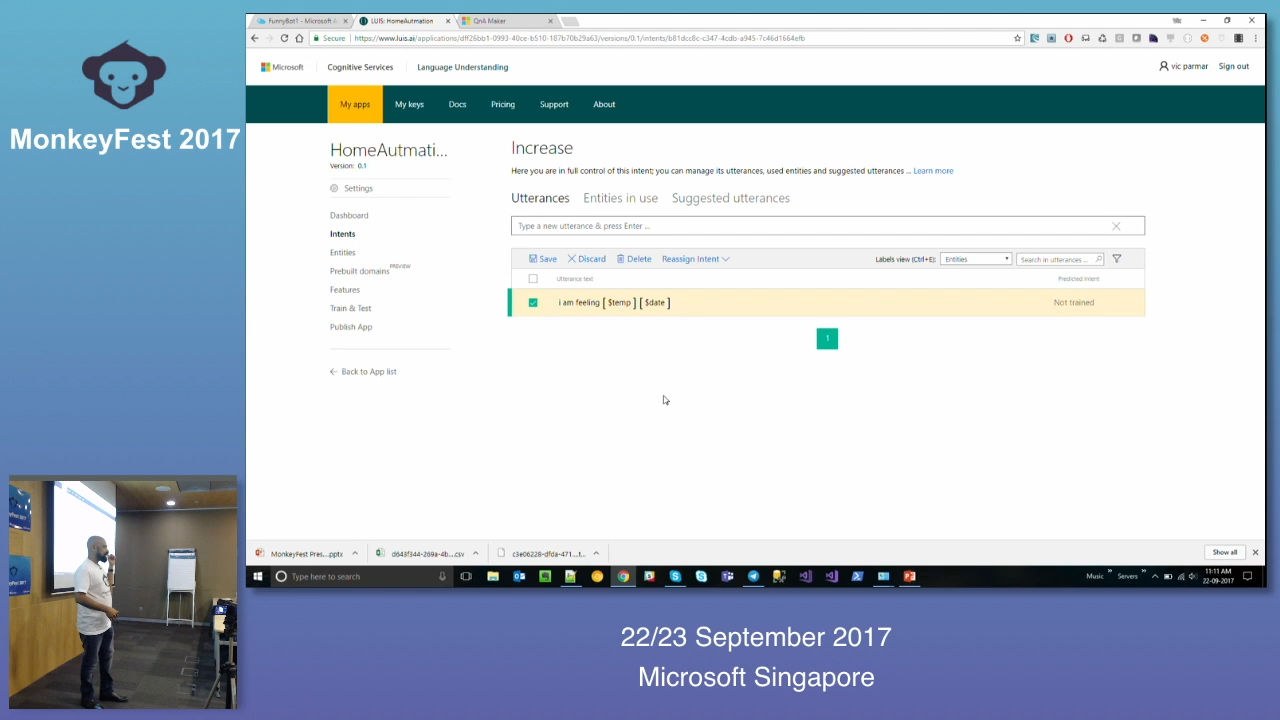 MonkeyFest 2017
FunnyBot1 - Microsoft A
LUIS: HomeAutmation
QnA Maker
Secure
https://www.luis.ai/applications/dff26bb1-0993-40ce-b510-187b70b29a63/versions/0.1/intents/b81dcc8c-c347-4cdb-a945-7c46d1664efb
Microsoft
Cognitive Services
Language Understanding
vic parmar
Sign out
My apps
My keys
Docs
Pricing
Support
About
HomeAutmati...
Version: 0.1
Settings
Dashboard
Intents
Entities
Prebuilt domains PREVIEW
Features
Train & Test
Publish App
Back to App list
Increase
Here you are in full control of this intent; you can manage its utterances, used entities and suggested utterances ... Learn more
Utterances
Entities in use
Suggested utterances
Type a new utterance & press Enter ...
Save
Discard
Delete
Reassign Intent
Labels view (Ctrl+E):
Entities
Search in utterances ...
Utterance text
Predicted intent
i am feeling [ $temp ] [ $date ]
Not trained
1
MonkeyFest Pres....pptx
d643f344-269a-4b....csv
c3e06228-dfda-471....t...
Show all
Type here to search
Music
Servers
11:11 AM
22-09-2017
22/23 September 2017
Microsoft Singapore